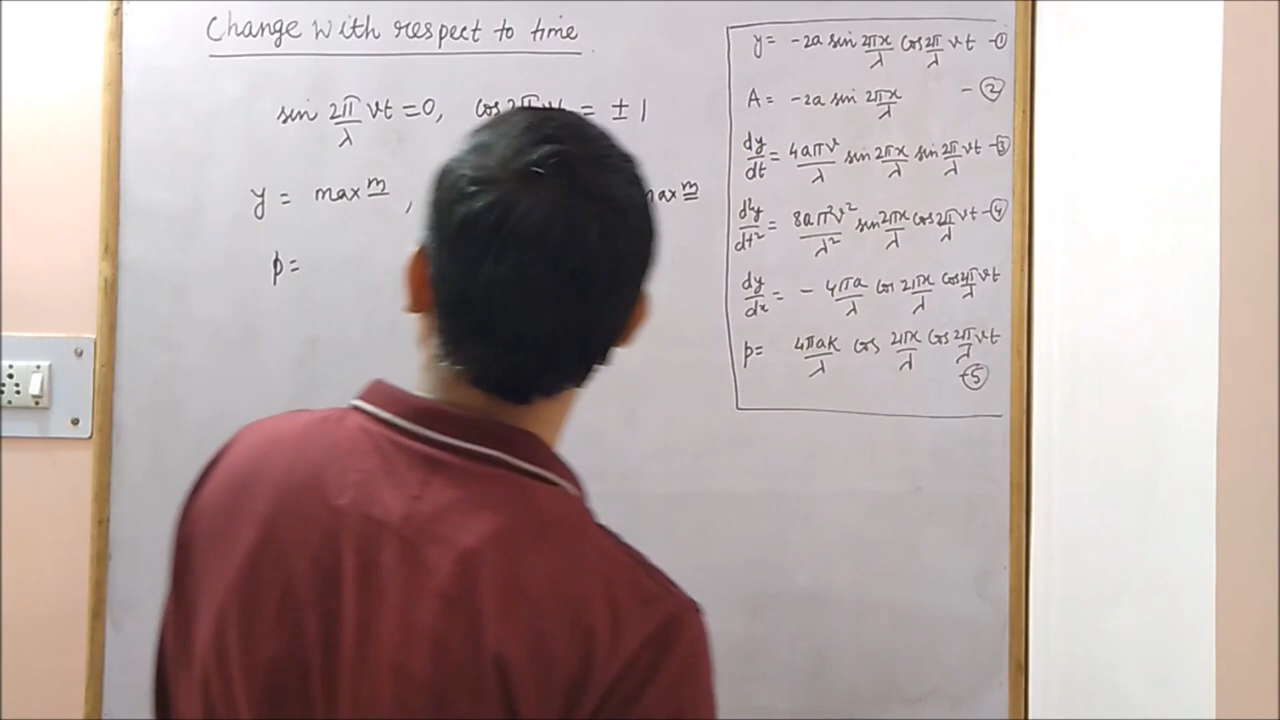 Change with respect to time
sin 2π/λ vt = 0, = ± 1
y = max m,
p =
y = -2a sin 2πx/λ cos 2π/λ vt -①
A = -2a sin 2πx/λ - ②
dy/dt = 4aπv/λ sin 2πx/λ sin 2π/λ vt -③
d²y/dt² = 8aπ²v²/λ² sin 2πx/λ cos 2π/λ vt -④
dy/dx = - 4πa/λ cos 2πx/λ cos 2π/λ vt
p = 4πak/λ cos 2πx/λ cos 2π/λ vt
-⑤